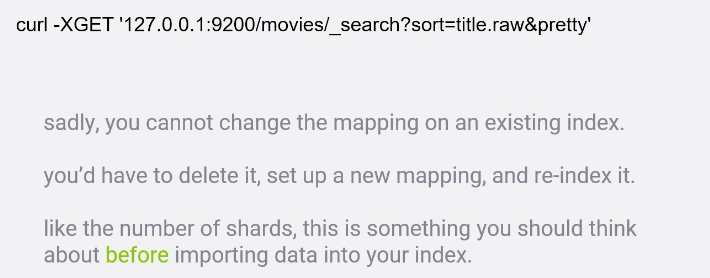 curl -XGET '127.0.0.1:9200/movies/_search?sort=title.raw&pretty'
sadly, you cannot change the mapping on an existing index.
you’d have to delete it, set up a new mapping, and re-index it.
like the number of shards, this is something you should think
about before importing data into your index.